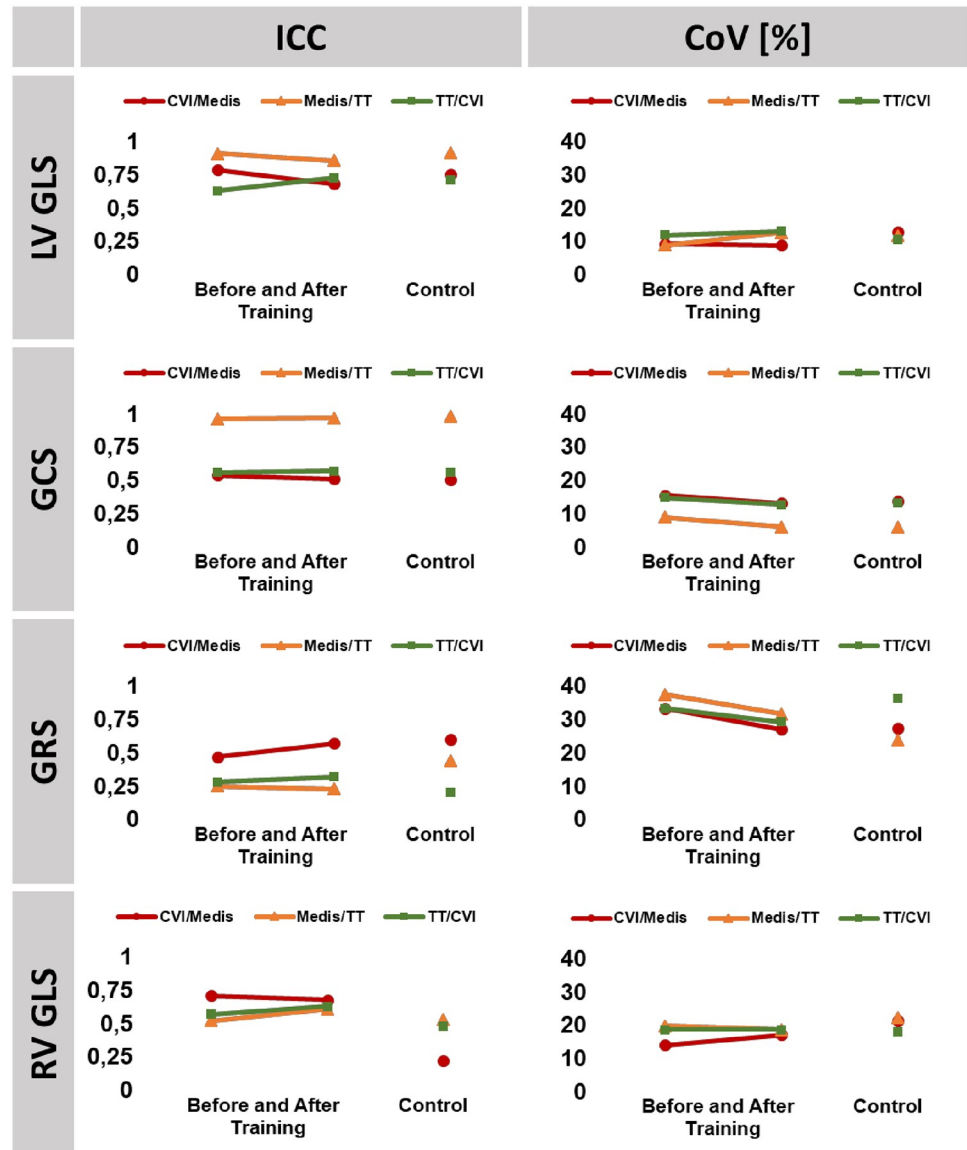 ICC CoV [%]
LV GLS
CVI/Medis Medis/TT TT/CVI
1
0,75
0,5
0,25
0
Before and After
Training
Control
CVI/Medis Medis/TT TT/CVI
40
30
20
10
0
Before and After
Training
Control
GCS
CVI/Medis Medis/TT TT/CVI
1
0,75
0,5
0,25
0
Before and After
Training
Control
CVI/Medis Medis/TT TT/CVI
40
30
20
10
0
Before and After
Training
Control
GRS
CVI/Medis Medis/TT TT/CVI
1
0,75
0,5
0,25
0
Before and After
Training
Control
CVI/Medis Medis/TT TT/CVI
40
30
20
10
0
Before and After
Training
Control
RV GLS
CVI/Medis Medis/TT TT/CVI
1
0,75
0,5
0,25
0
Before and After
Training
Control
CVI/Medis Medis/TT TT/CVI
40
30
20
10
0
Before and After
Training
Control